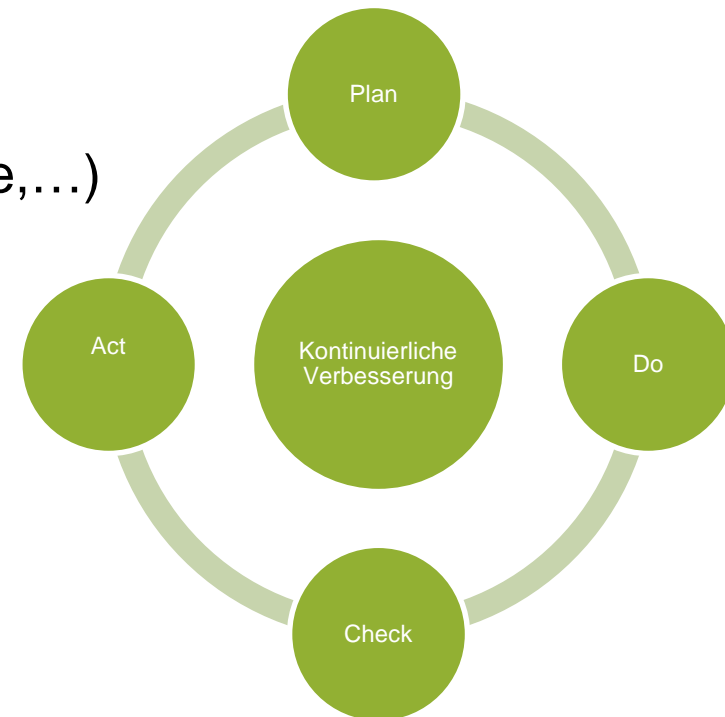 Plan
e,...)
Act
Kontinuierliche
Verbesserung
Do
Check